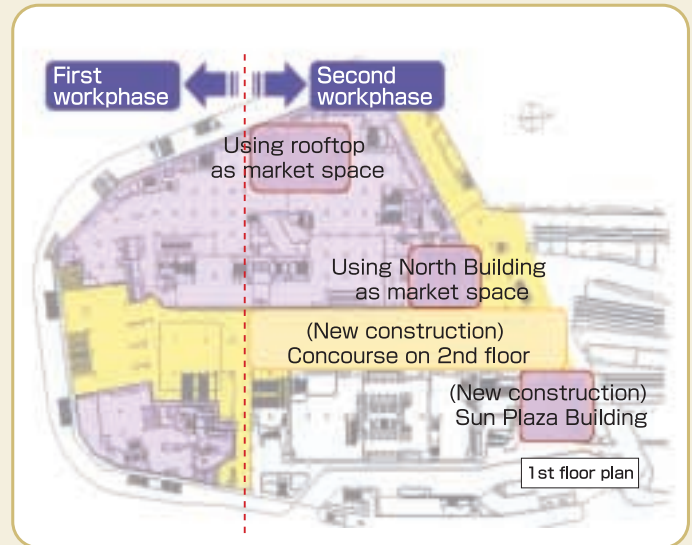 First
workphase
Second
workphase
Using rooftop
as market space
Using North Building
as market space
(New construction)
Concourse on 2nd floor
(New construction)
Sun Plaza Building
1st floor plan